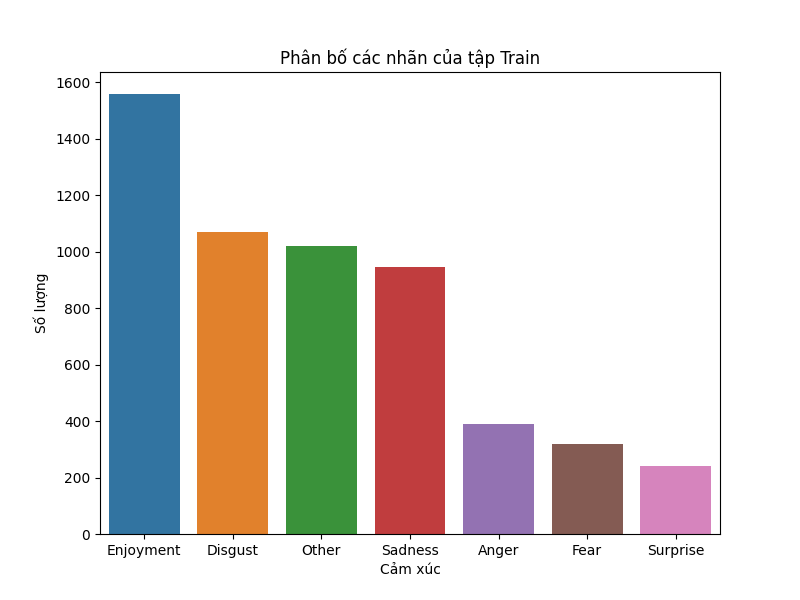 Phân bố các nhãn của tập Train
1600
1400
1200
1000
800
600
400
200
0
Số lượng
Enjoyment Disgust Other Sadness Anger Fear Surprise
Cảm xúc